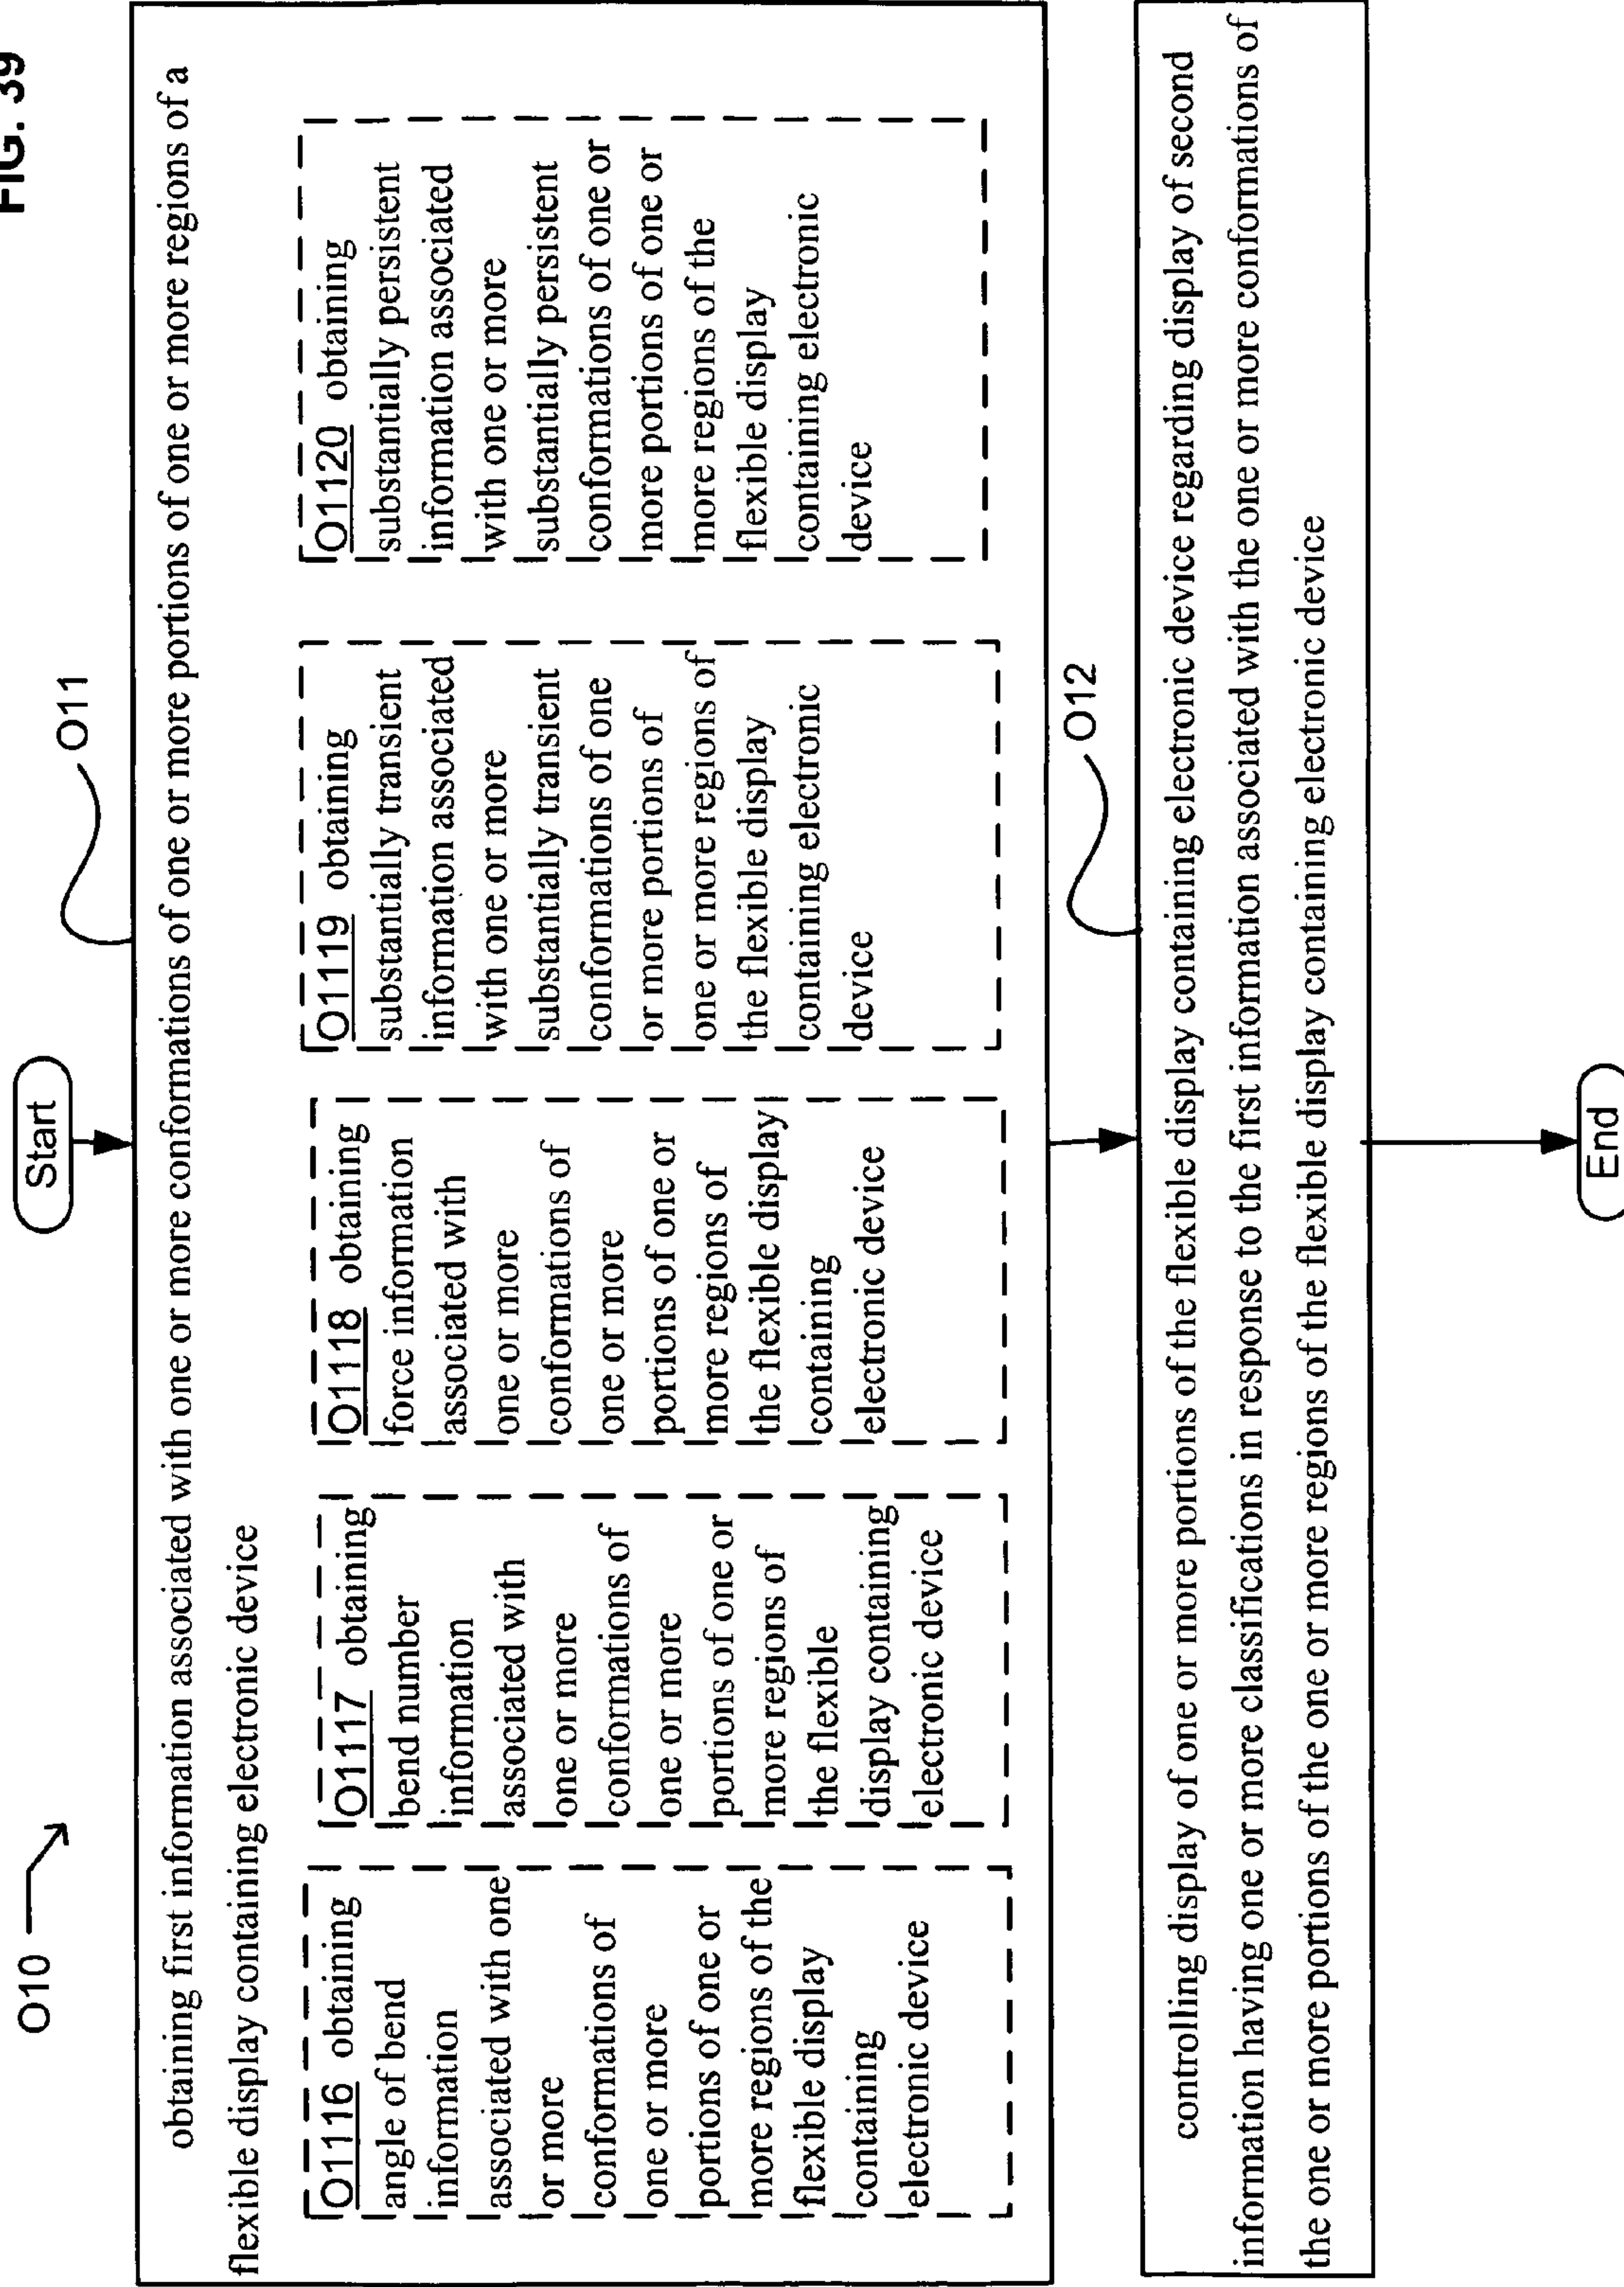 FIG. 39
O10
Start
O11
obtaining first information associated with one or more conformations of one or more portions of one or more regions of a
flexible display containing electronic device
O1116 obtaining
angle of bend
information
associated with one
or more
conformations of
one or more
portions of one or
more regions of the
flexible display
containing
electronic device
O1117 obtaining
bend number
information
associated with
one or more
conformations of
one or more
portions of one or
more regions of
the flexible
display containing
electronic device
O1118 obtaining
force information
associated with
one or more
conformations of
one or more
portions of one or
more regions of
the flexible display
containing
electronic device
O1119 obtaining
substantially transient
information associated
with one or more
substantially transient
conformations of one
or more portions of
one or more regions of
the flexible display
containing electronic
device
O1120 obtaining
substantially persistent
information associated
with one or more
substantially persistent
conformations of one or
more portions of one or
more regions of the
flexible display
containing electronic
device
O12
controlling display of one or more portions of the flexible display containing electronic device regarding display of second
information having one or more classifications in response to the first information associated with the one or more conformations of
the one or more portions of the one or more regions of the flexible display containing electronic device
End